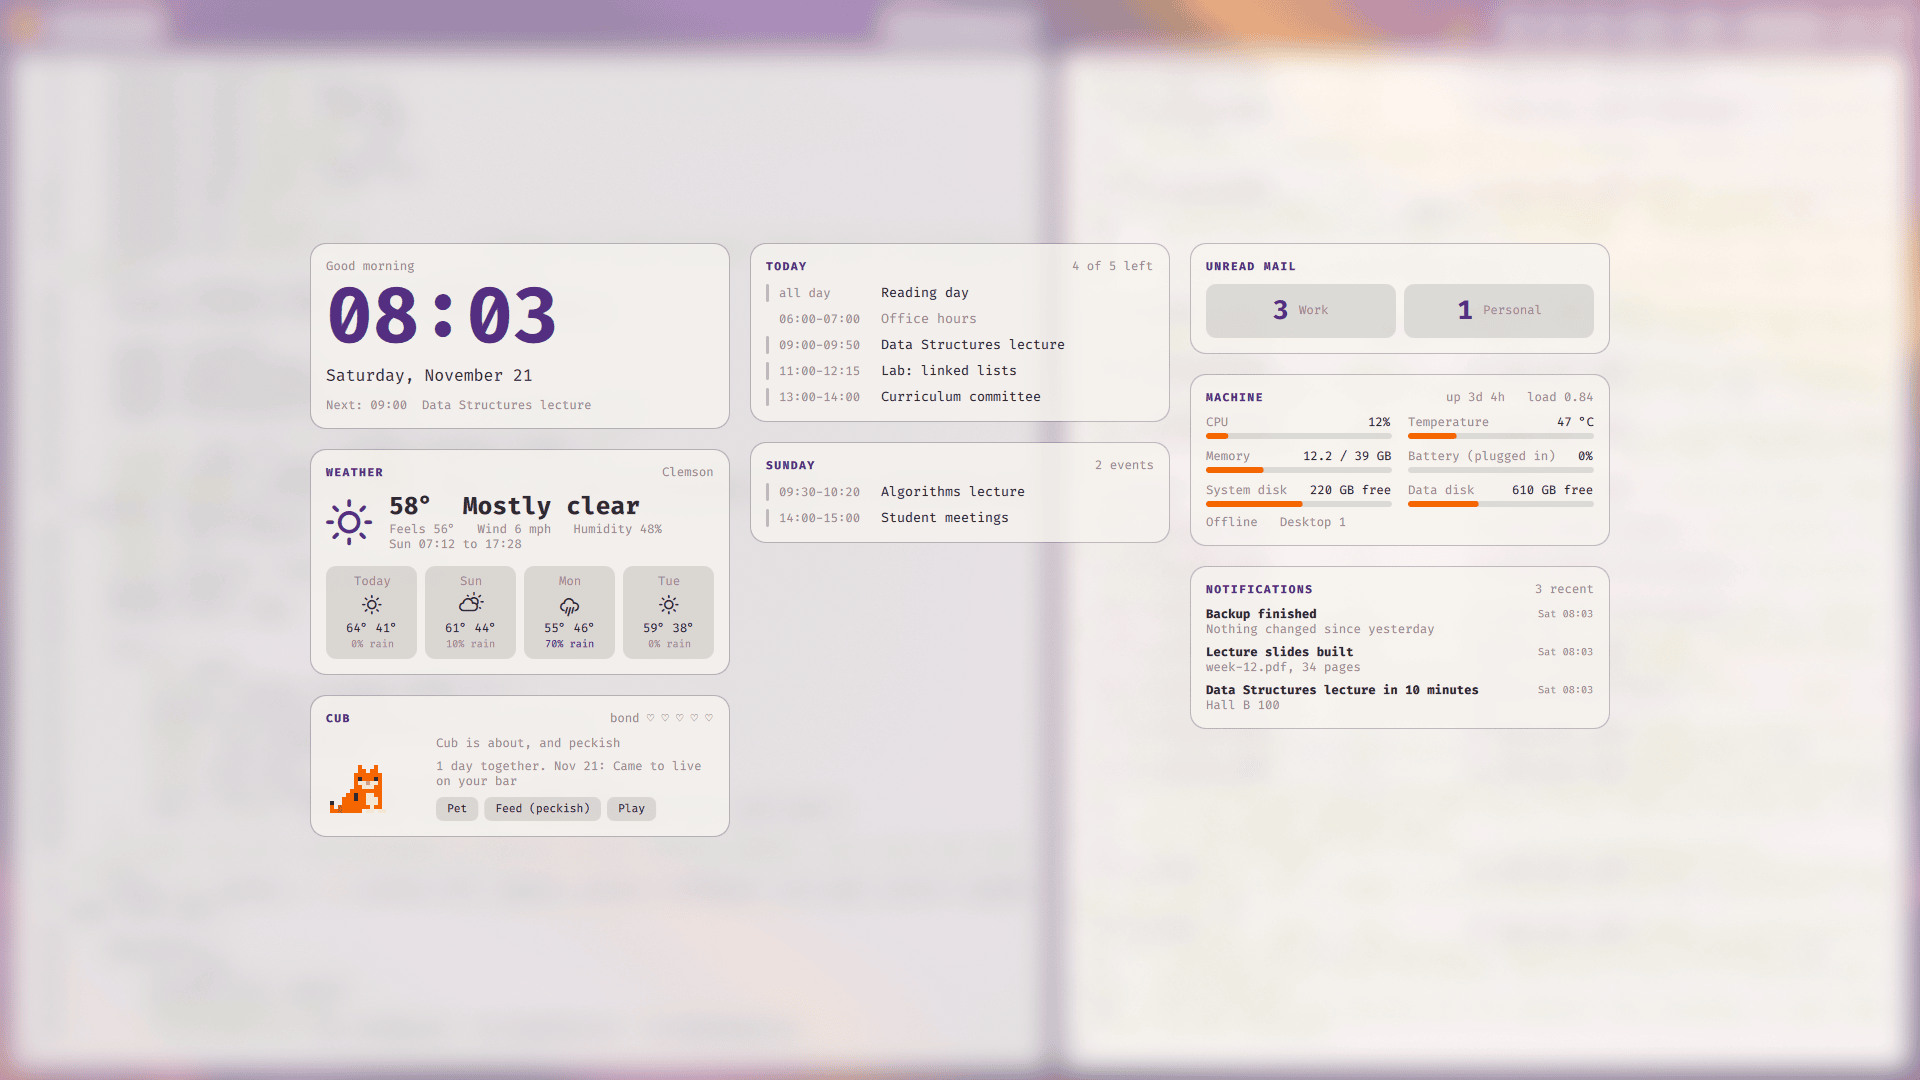 Good morning
08:03
Saturday, November 21
Next: 09:00 Data Structures lecture
WEATHER Clemson
58° Mostly clear
Feels 56° Wind 6 mph Humidity 48%
Sun 07:12 to 17:28
Today Sun Mon Tue
64° 41° 61° 44° 55° 46° 59° 38°
0% rain 10% rain 70% rain 0% rain
CUB bond ♡ ♡ ♡ ♡ ♡
Cub is about, and peckish
1 day together. Nov 21: Came to live
on your bar
Pet Feed (peckish) Play
TODAY 4 of 5 left
all day Reading day
06:00-07:00 Office hours
09:00-09:50 Data Structures lecture
11:00-12:15 Lab: linked lists
13:00-14:00 Curriculum committee
SUNDAY 2 events
09:30-10:20 Algorithms lecture
14:00-15:00 Student meetings
UNREAD MAIL
3 Work 1 Personal
MACHINE up 3d 4h load 0.84
CPU 12% Temperature 47 °C
Memory 12.2 / 39 GB Battery (plugged in) 0%
System disk 220 GB free Data disk 610 GB free
Offline Desktop 1
NOTIFICATIONS 3 recent
Backup finished Sat 08:03
Nothing changed since yesterday
Lecture slides built Sat 08:03
week-12.pdf, 34 pages
Data Structures lecture in 10 minutes Sat 08:03
Hall B 100